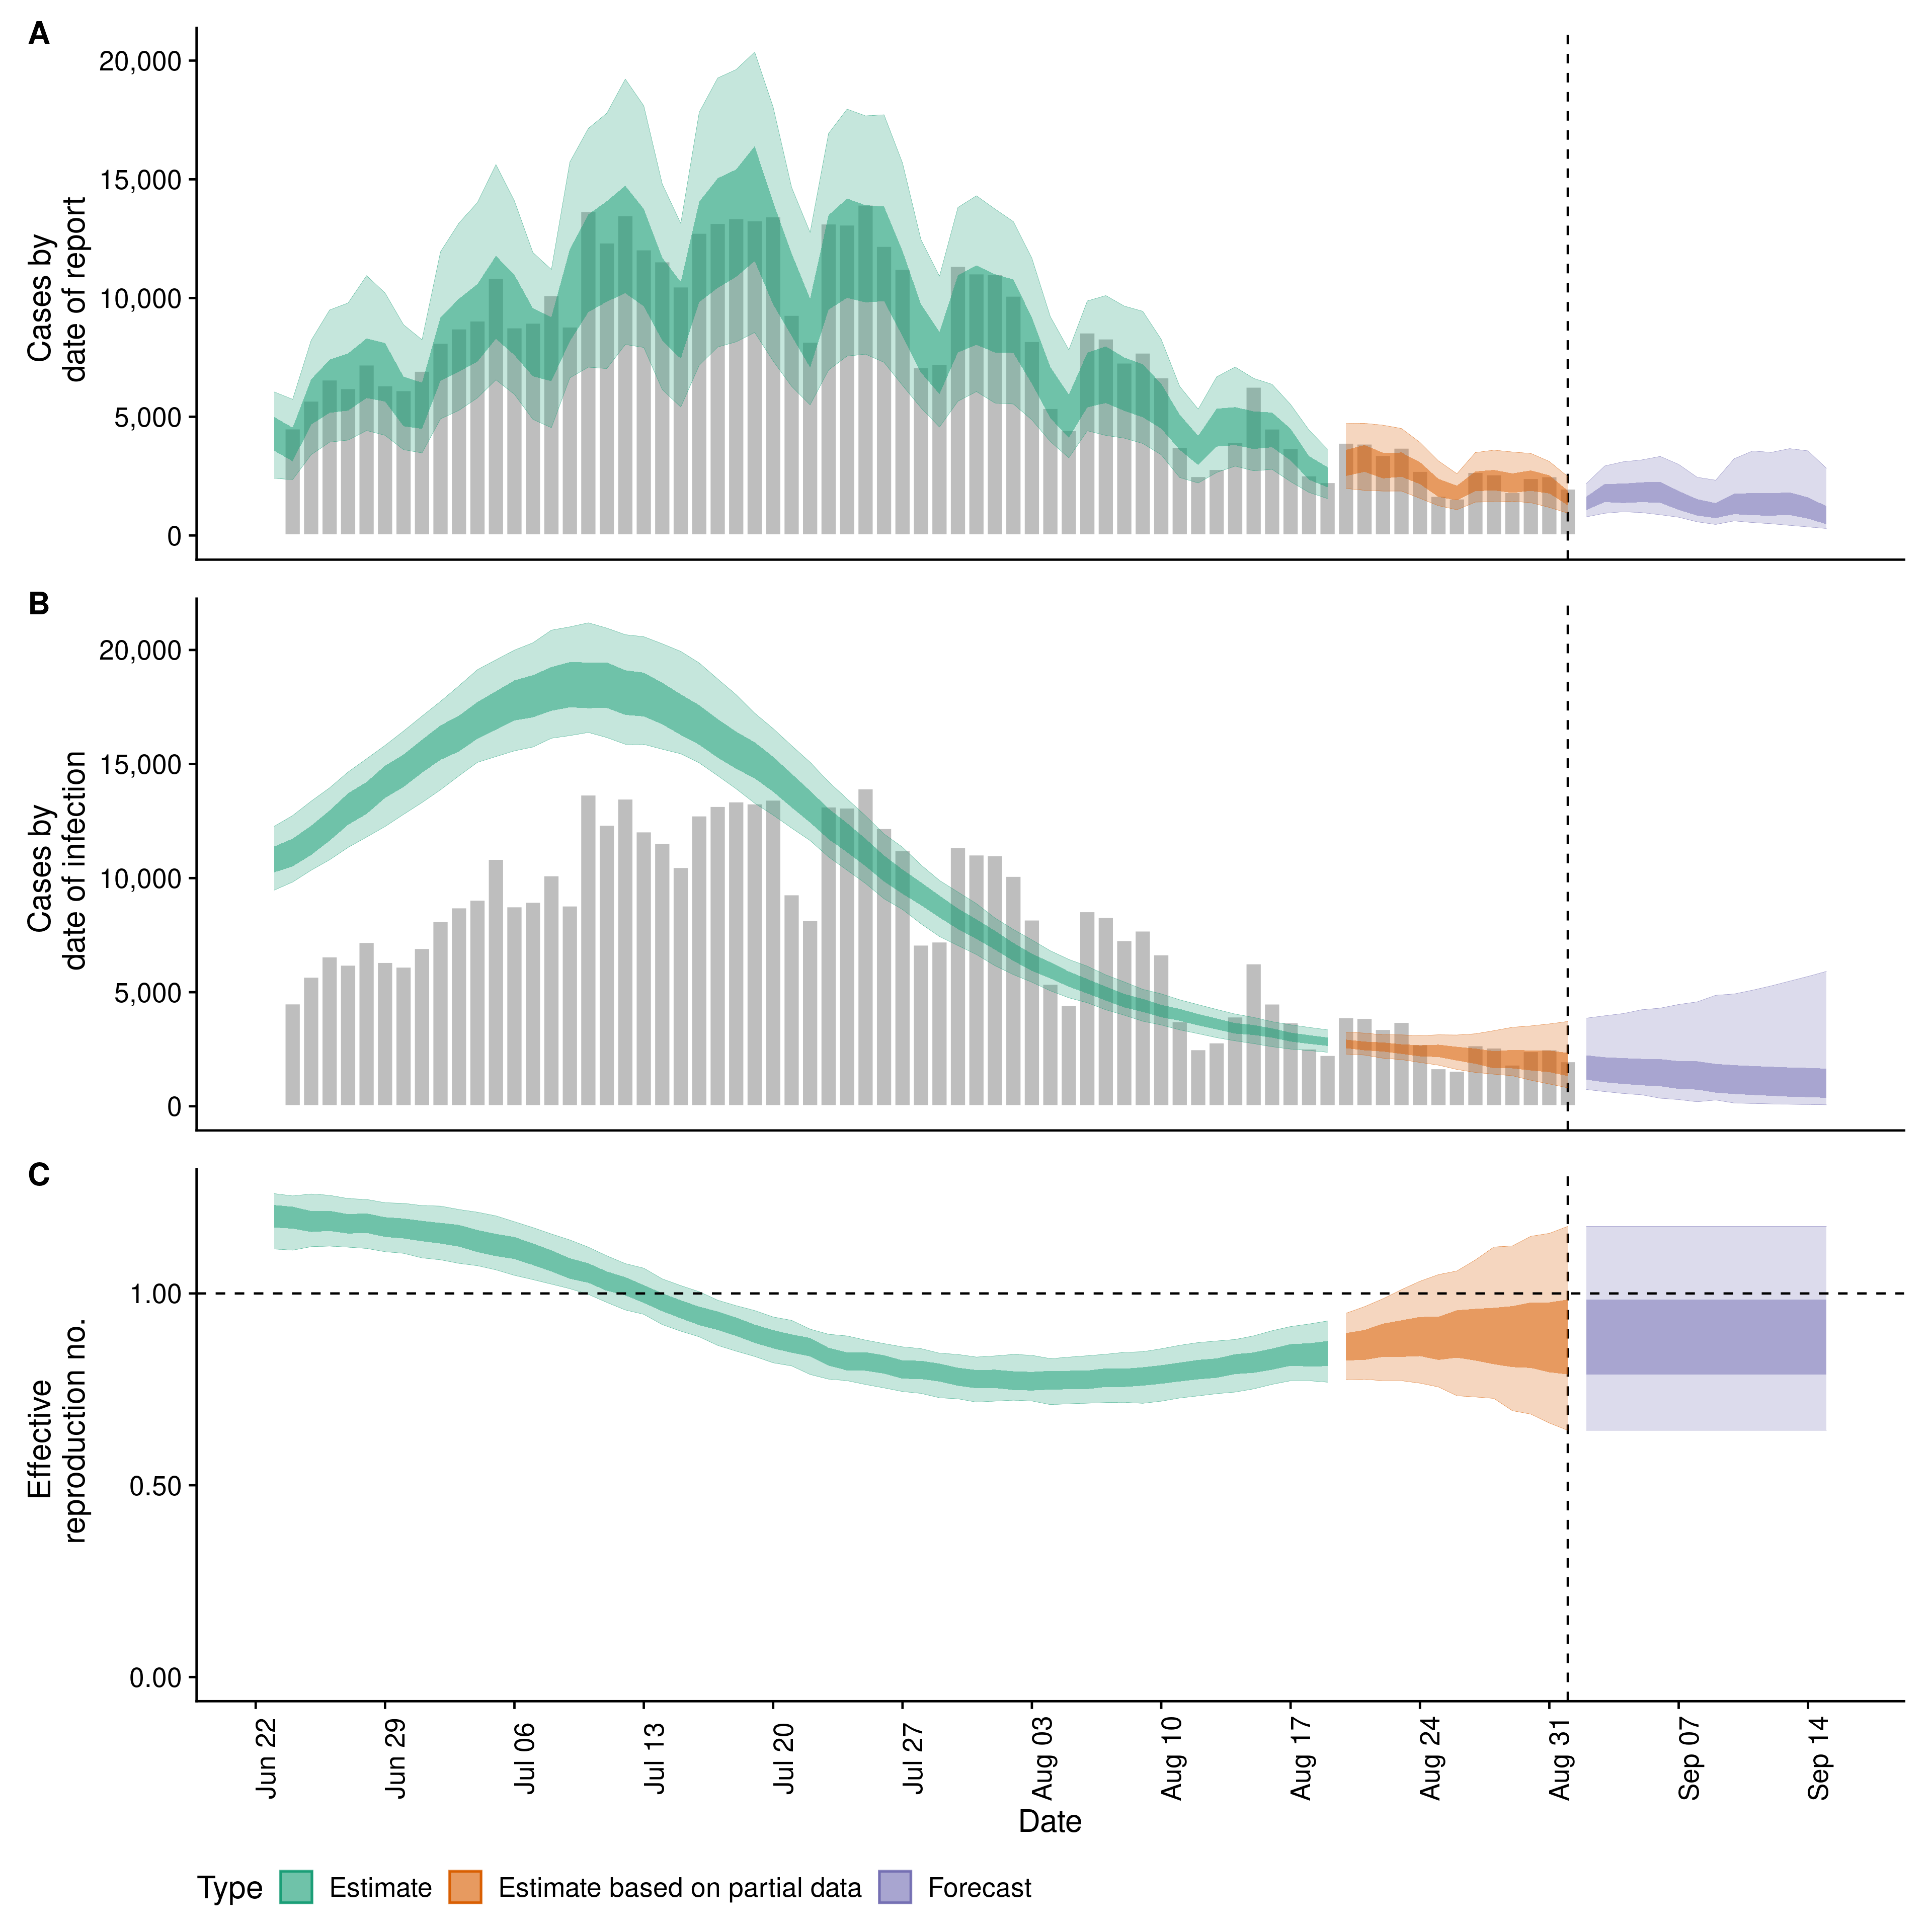 A
Cases by
date of report
20,000
15,000
10,000
5,000
0
B
Cases by
date of infection
20,000
15,000
10,000
5,000
0
C
Effective
reproduction no.
1.00
0.50
0.00
Jun 22
Jun 29
Jul 06
Jul 13
Jul 20
Jul 27
Aug 03
Aug 10
Aug 17
Aug 24
Aug 31
Sep 07
Sep 14
Date
Type Estimate Estimate based on partial data Forecast